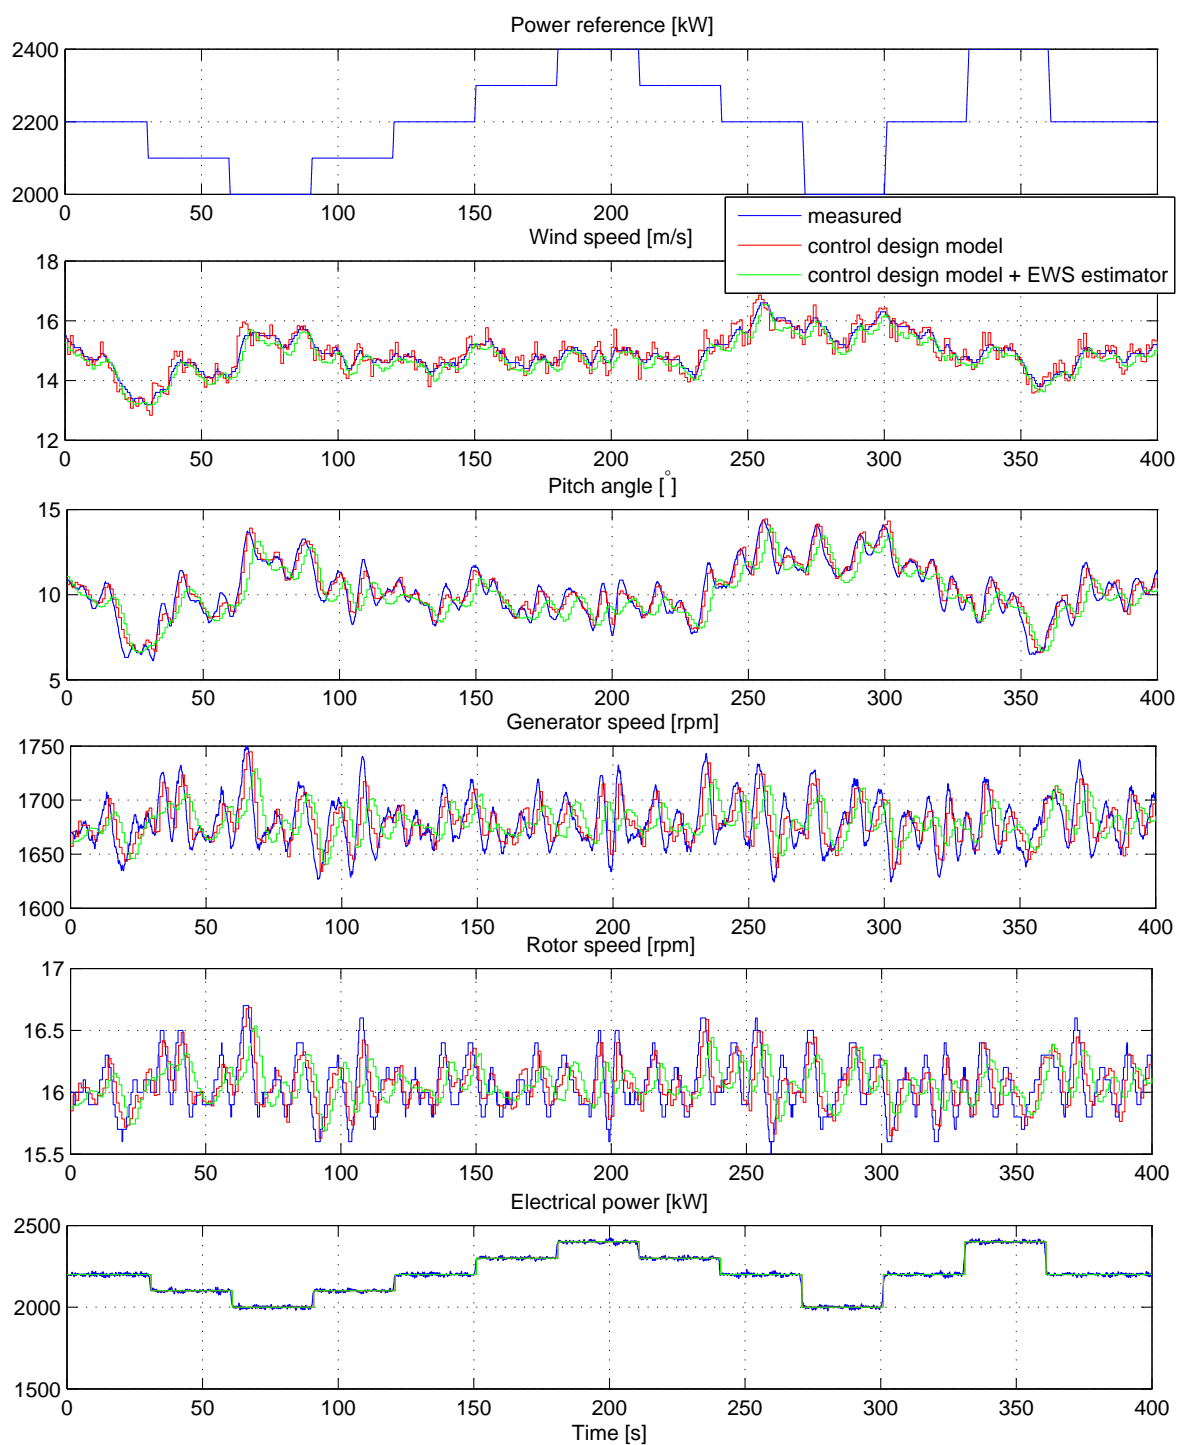 Power reference [kW]
2400
2200
2000
0 50 100 150 200
measured
control design model
control design model + EWS estimator
Wind speed [m/s]
18
16
14
12
0 50 100 150 200 250 300 350 400
Pitch angle [°]
15
10
5
0 50 100 150 200 250 300 350 400
Generator speed [rpm]
1750
1700
1650
1600
0 50 100 150 200 250 300 350 400
Rotor speed [rpm]
17
16.5
16
15.5
0 50 100 150 200 250 300 350 400
Electrical power [kW]
2500
2000
1500
0 50 100 150 200 250 300 350 400
Time [s]